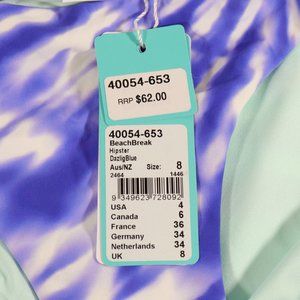 40054-653
RRP $62.00
40054-653
BeachBreak
Hipster
DazlgBlue
Aus/NZ Size: 8
2464 1446
9 349623 728092
USA 4
Canada 6
France 36
Germany 34
Netherlands 34
UK 8